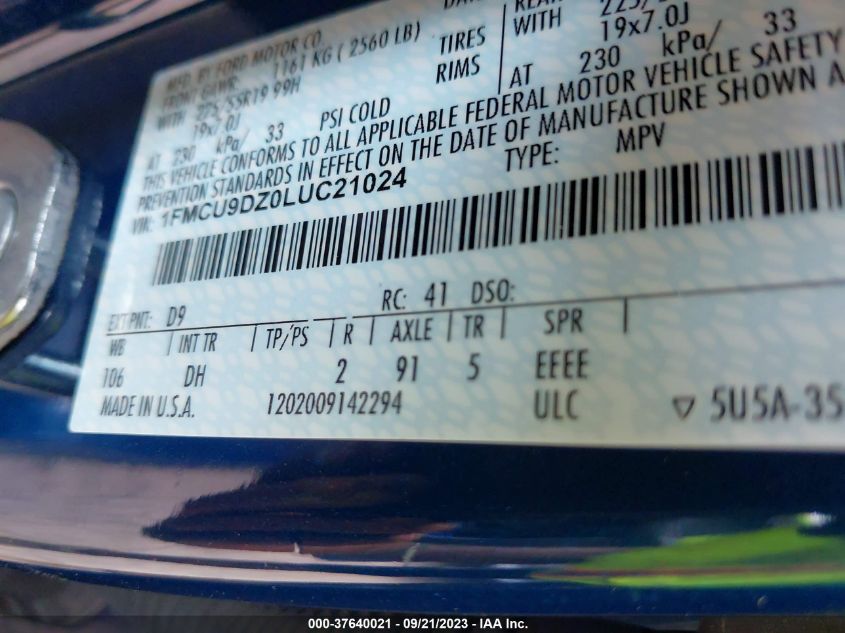 MFD. BY FORD MOTOR CO.
FRONT GAWR: 1161 KG ( 2560 LB)
WITH TIRES WITH
225/55R19 99H RIMS 19x7.0J
19x7.0J PSI COLD AT 230 kPa/ 33
AT 230 kPa/ 33
THIS VEHICLE CONFORMS TO ALL APPLICABLE FEDERAL MOTOR VEHICLE SAFETY
PREVENTION STANDARDS IN EFFECT ON THE DATE OF MANUFACTURE SHOWN
VIN: 1FMCU9DZ0LUC21024 TYPE: MPV
EXT PNT: D9 RC: 41 DSO:
WB INT TR TP/PS R AXLE TR SPR
106 DH 2 91 5 EFEE
MADE IN U.S.A. 1202009142294 ULC 5U5A-35
000-37640021 - 09/21/2023 - IAA Inc.